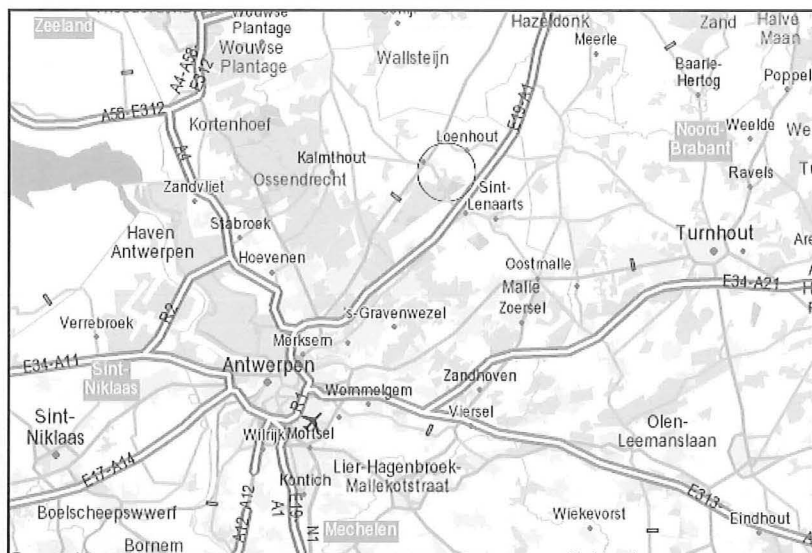 Zeeland
Wouwse
Plantage
Wouwse
Plantage
Hazeldonk
Wallsteijn
Meerle
Zand
Halve
Maan
Baarle-
Hertog
Poppel
A4-A58
E312
A58-E312
E19-A1
Kortenhoef
A4
Loenhout
Kalmthout
Ossendrecht
Noord-
Brabant
Weelde
Ravels
Zandvliet
Sint-
Lenaarts
Stabroek
Haven
Antwerpen
Hoevenen
Turnhout
Oostmalle
Malle
Zoersel
E34-A21
R2
's-Gravenwezel
Verrebroek
Merksem
E34-A11
Sint-
Niklaas
Antwerpen
Zandhoven
R1
Wommelgem
Viersel
Olen-
Leemanslaan
Sint-
Niklaas
Wilrijk
Mortsel
E17-A14
Lier-Hagenbroek-
Mallekotstraat
Kontich
E313-
A12
A12
E19-
A1
N1
Boelscheepswwerf
Mechelen
Wiekevorst
Eindhout
Bornem